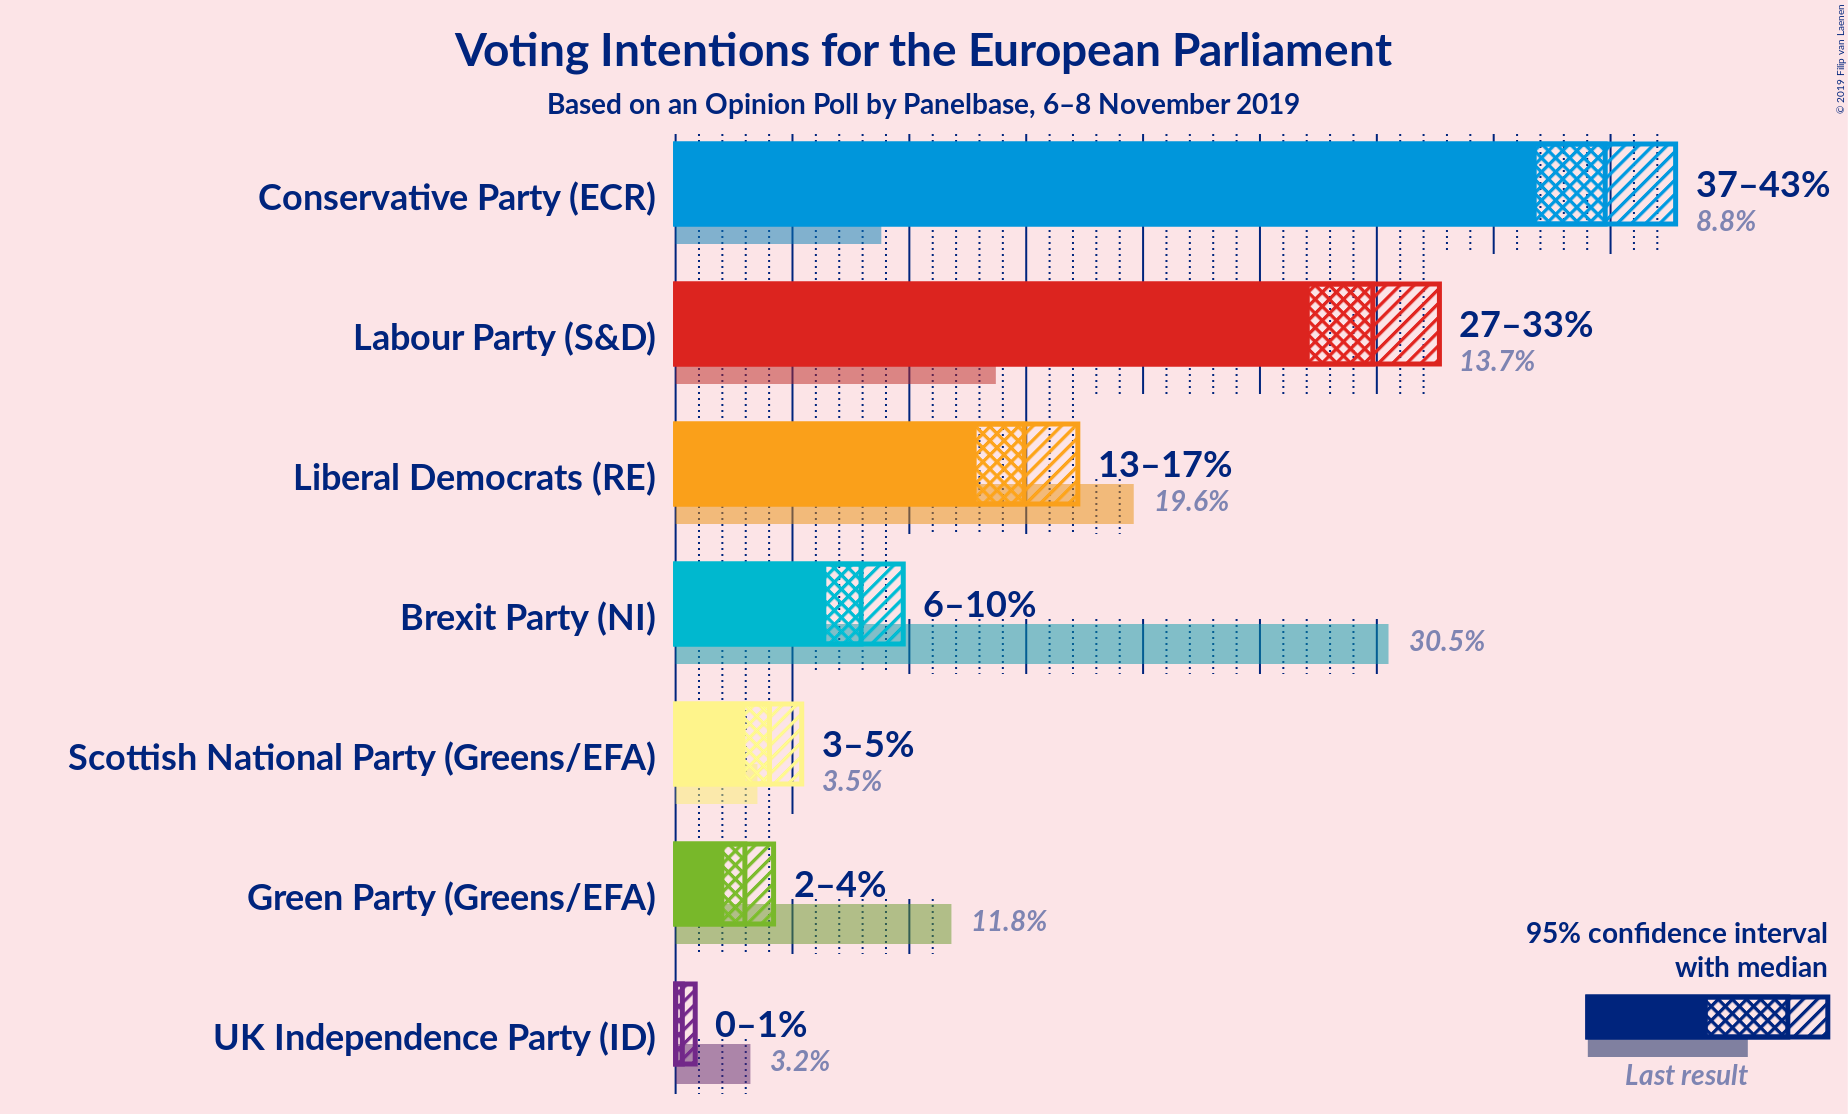 Voting Intentions for the European Parliament
Based on an Opinion Poll by Panelbase, 6–8 November 2019
© 2019 Filip van Laenen
Conservative Party (ECR)
37–43%
8.8%
Labour Party (S&D)
27–33%
13.7%
Liberal Democrats (RE)
13–17%
19.6%
Brexit Party (NI)
6–10%
30.5%
Scottish National Party (Greens/EFA)
3–5%
3.5%
Green Party (Greens/EFA)
2–4%
11.8%
UK Independence Party (ID)
0–1%
3.2%
95% confidence interval
with median
Last result